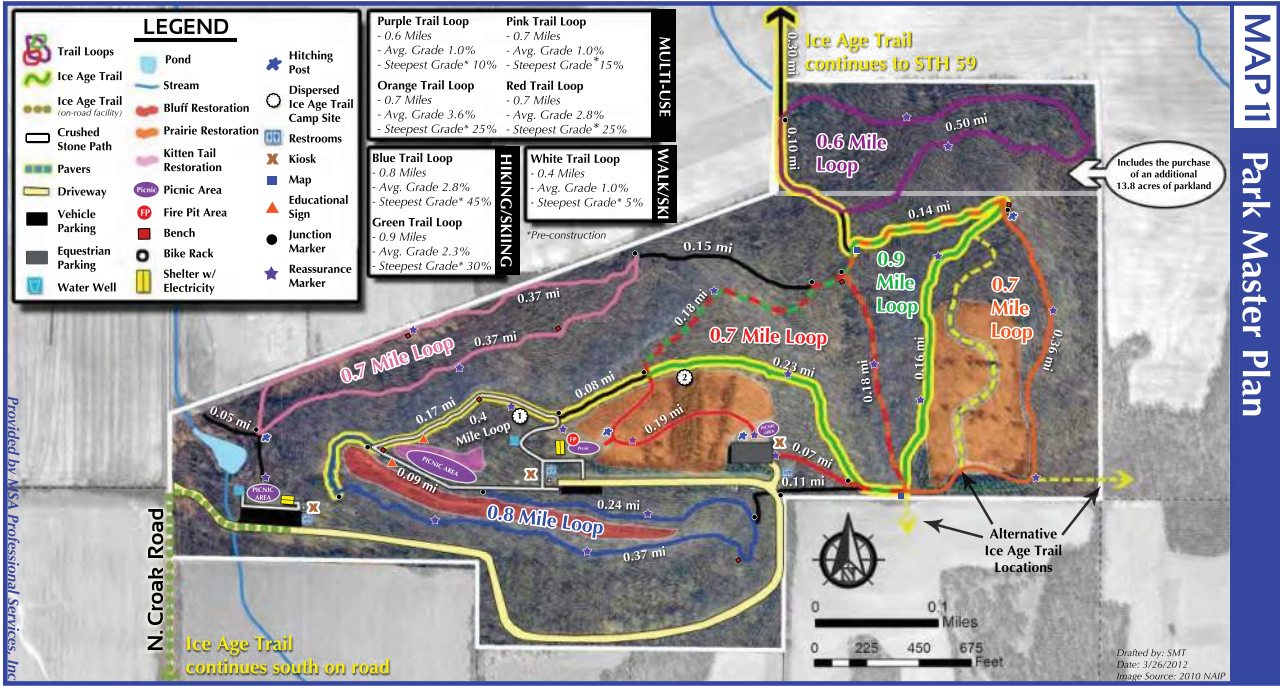 LEGEND
Trail Loops
Ice Age Trail
Ice Age Trail
(on-road facility)
Crushed
Stone Path
Pavers
Driveway
Vehicle
Parking
Equestrian
Parking
Water Well
Pond
Stream
Bluff Restoration
Prairie Restoration
Kitten Tail
Restoration
Picnic
Picnic Area
FP
Fire Pit Area
Bench
Bike Rack
Shelter w/
Electricity
Hitching
Post
Dispersed
Ice Age Trail
Camp Site
Restrooms
Kiosk
Map
Educational
Sign
Junction
Marker
Reassurance
Marker
Purple Trail Loop
- 0.6 Miles
- Avg. Grade 1.0%
- Steepest Grade* 10%
Orange Trail Loop
- 0.7 Miles
- Avg. Grade 3.6%
- Steepest Grade* 25%
Pink Trail Loop
- 0.7 Miles
- Avg. Grade 1.0%
- Steepest Grade*15%
Red Trail Loop
- 0.7 Miles
- Avg. Grade 2.8%
- Steepest Grade* 25%
MULTI-USE
Blue Trail Loop
- 0.8 Miles
- Avg. Grade 2.8%
- Steepest Grade* 45%
Green Trail Loop
- 0.9 Miles
- Avg. Grade 2.3%
- Steepest Grade* 30%
HIKING/SKIING
White Trail Loop
- 0.4 Miles
- Avg. Grade 1.0%
- Steepest Grade* 5%
WALK/SKI
*Pre-construction
0.30 mi
Ice Age Trail
continues to STH 59
0.10 mi
0.6 Mile
Loop
0.50 mi
Includes the purchase
of an additional
13.8 acres of parkland
0.14 mi
0.15 mi
0.9
Mile
Loop
0.7
Mile
Loop
0.37 mi
0.18 mi
0.7 Mile Loop
0.37 mi
0.7 Mile Loop
0.36 mi
0.16 mi
0.18 mi
0.23 mi
2
0.08 mi
0.17 mi
0.4
Mile Loop
1
0.05 mi
0.19 mi
FP
Picnic
PICNIC
AREA
PICNIC AREA
0.07 mi
0.09 mi
0.11 mi
PICNIC
AREA
0.24 mi
0.8 Mile Loop
0.37 mi
Alternative
Ice Age Trail
Locations
N. Croak Road
Ice Age Trail
continues south on road
0
0.1
Miles
0
225
450
675
Feet
Drafted by: SMT
Date: 3/26/2012
Image Source: 2010 NAIP
Provided by MSA Professional Services, Inc
MAP 11
Park Master Plan